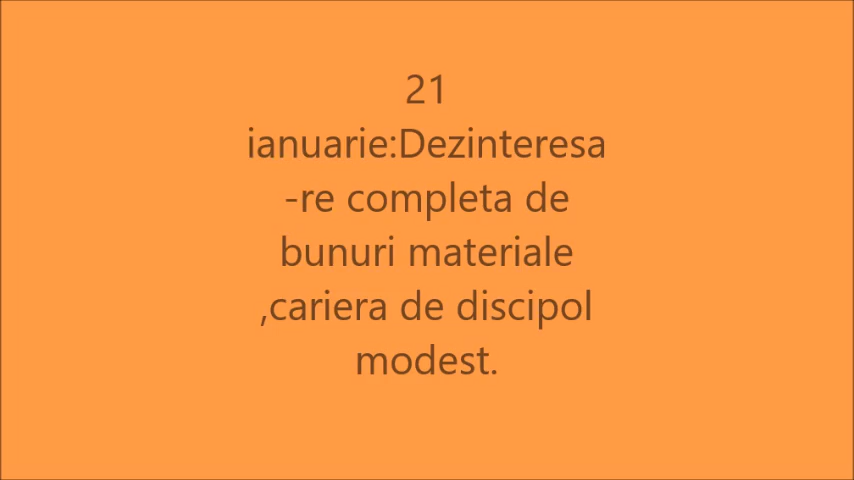 21
ianuarie:Dezinteresa
-re completa de
bunuri materiale
,cariera de discipol
modest.